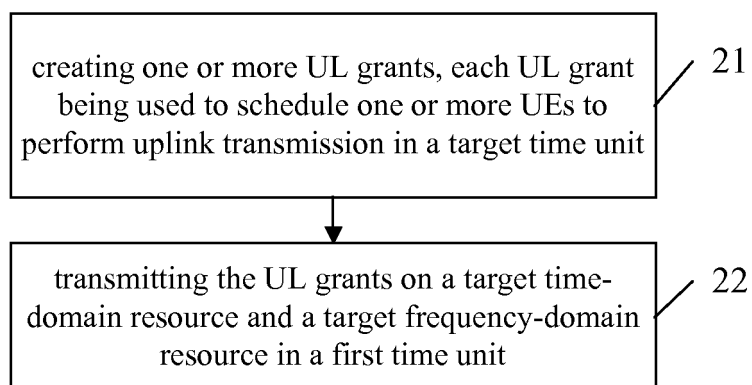 creating one or more UL grants, each UL grant
being used to schedule one or more UEs to
perform uplink transmission in a target time unit
21
transmitting the UL grants on a target time-
domain resource and a target frequency-domain
resource in a first time unit
22